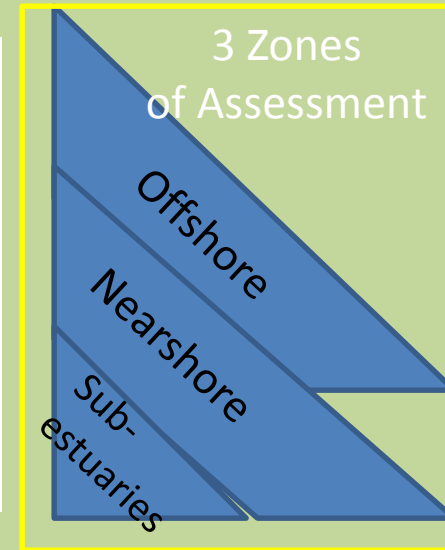 3 Zones
of Assessment
Offshore
Nearshore
Sub-
estuaries